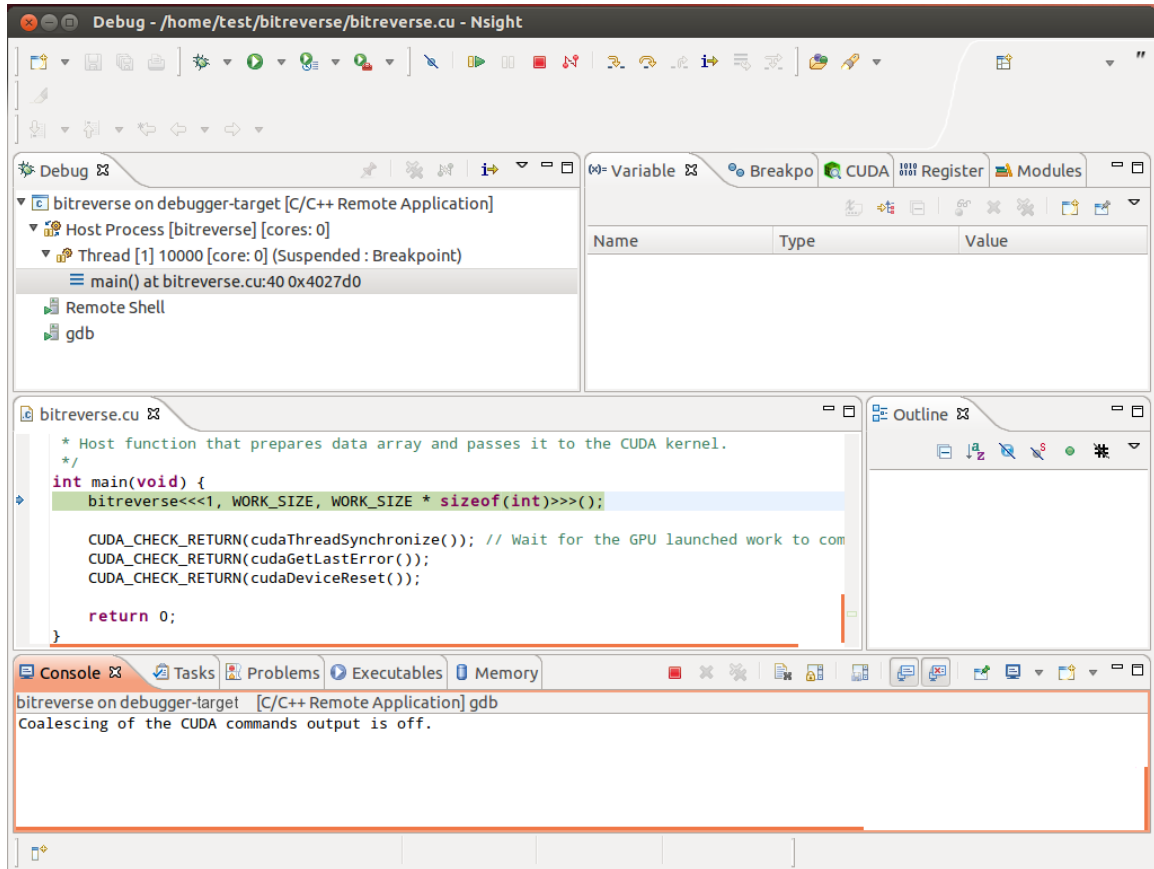 Debug - /home/test/bitreverse/bitreverse.cu - Nsight
Debug
bitreverse on debugger-target [C/C++ Remote Application]
Host Process [bitreverse] [cores: 0]
Thread [1] 10000 [core: 0] (Suspended : Breakpoint)
main() at bitreverse.cu:40 0x4027d0
Remote Shell
gdb
(x)= Variable Breakpo CUDA 1010 0101 Register Modules
Name Type Value
bitreverse.cu
* Host function that prepares data array and passes it to the CUDA kernel.
*/
int main(void) {
bitreverse<<<1, WORK_SIZE, WORK_SIZE * sizeof(int)>>>();
CUDA_CHECK_RETURN(cudaThreadSynchronize()); // Wait for the GPU launched work to com
CUDA_CHECK_RETURN(cudaGetLastError());
CUDA_CHECK_RETURN(cudaDeviceReset());
return 0;
}
Outline
Console Tasks Problems Executables Memory
bitreverse on debugger-target [C/C++ Remote Application] gdb
Coalescing of the CUDA commands output is off.